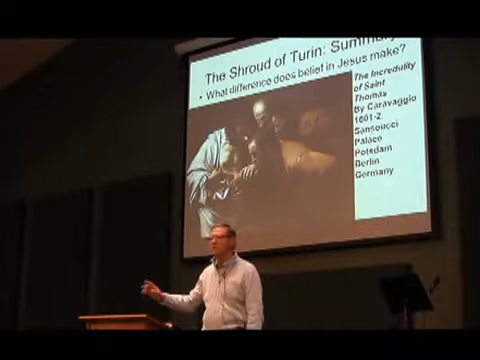 The Shroud of Turin: Summary
• What difference does belief in Jesus make?
The Incredulity
of Saint
Thomas
By Caravaggio
1601-2.
Sansoucci
Palace
Potsdam
Berlin
Germany